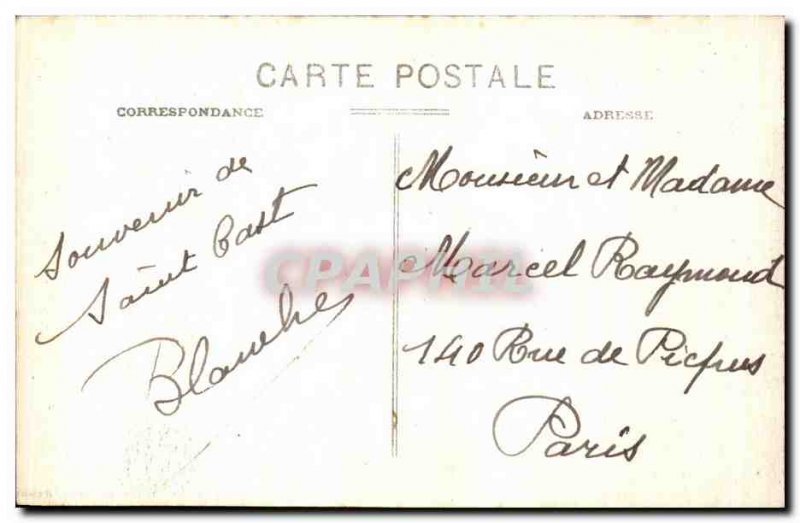 CARTE POSTALE
CORRESPONDANCE
ADRESSE
Souvenir de
Saint Cast
Blanche
Monsieur et Madame
Marcel Raymond
140 Rue de Picpus
Paris
CPAPHIL